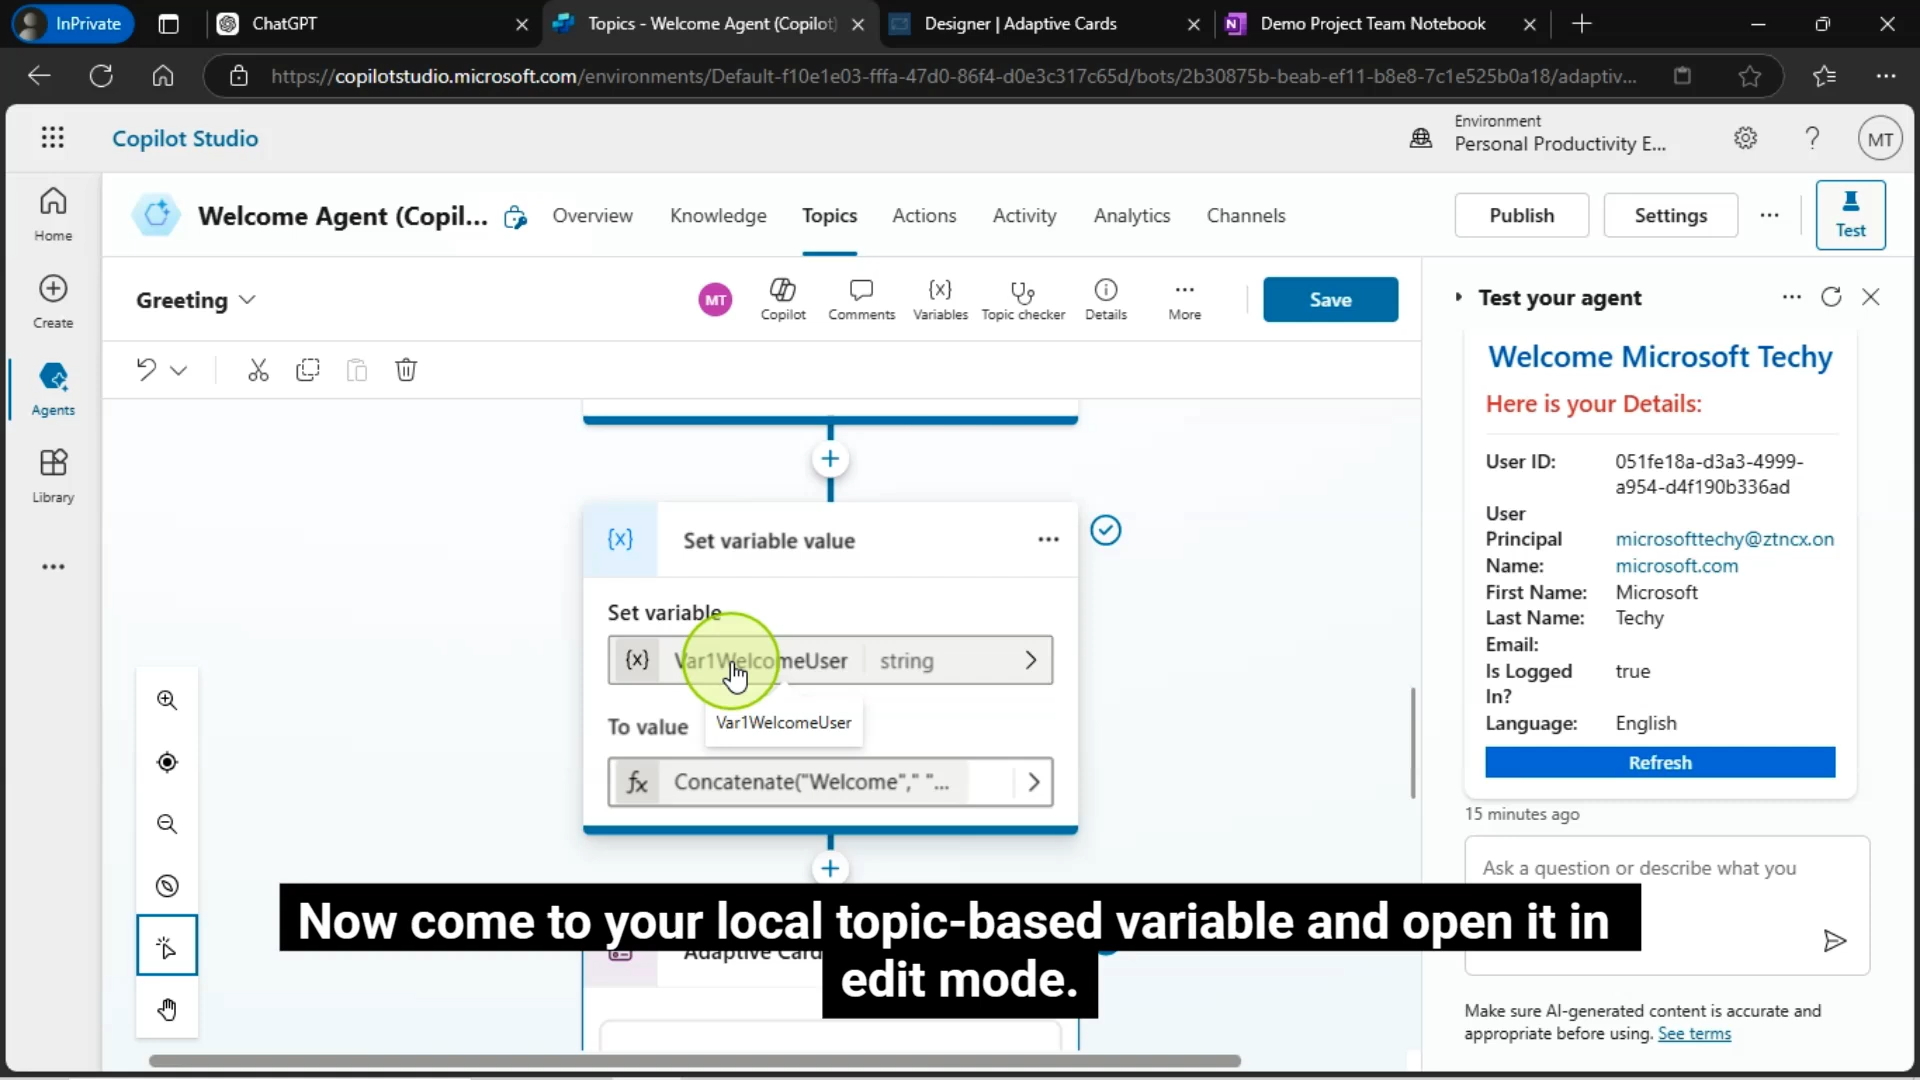 InPrivate
ChatGPT
Topics - Welcome Agent (Copilot)
Designer | Adaptive Cards
Demo Project Team Notebook
https://copilotstudio.microsoft.com/environments/Default-f10e1e03-fffa-47d0-86f4-d0e3c317c65d/bots/2b30875b-beab-ef11-b8e8-7c1e525b0a18/adaptiv...
Copilot Studio
Environment
Personal Productivity E...
MT
Home
Create
Agents
Library
Welcome Agent (Copil...
Overview
Knowledge
Topics
Actions
Activity
Analytics
Channels
Publish
Settings
Test
Greeting
MT
Copilot
Comments
{x}
Variables
Topic checker
Details
More
Save
{x}
Set variable value
Set variable
{x}
Var1WelcomeUser
string
Var1WelcomeUser
To value
fx
Concatenate("Welcome"," "...
Adaptive Card
Test your agent
Welcome Microsoft Techy
Here is your Details:
User ID:
051fe18a-d3a3-4999-
a954-d4f190b336ad
User
Principal
Name:
microsofttechy@ztncx.on
microsoft.com
First Name:
Microsoft
Last Name:
Techy
Email:
Is Logged
In?
true
Language:
English
Refresh
15 minutes ago
Ask a question or describe what you
Make sure AI-generated content is accurate and
appropriate before using. See terms
Now come to your local topic-based variable and open it in
edit mode.